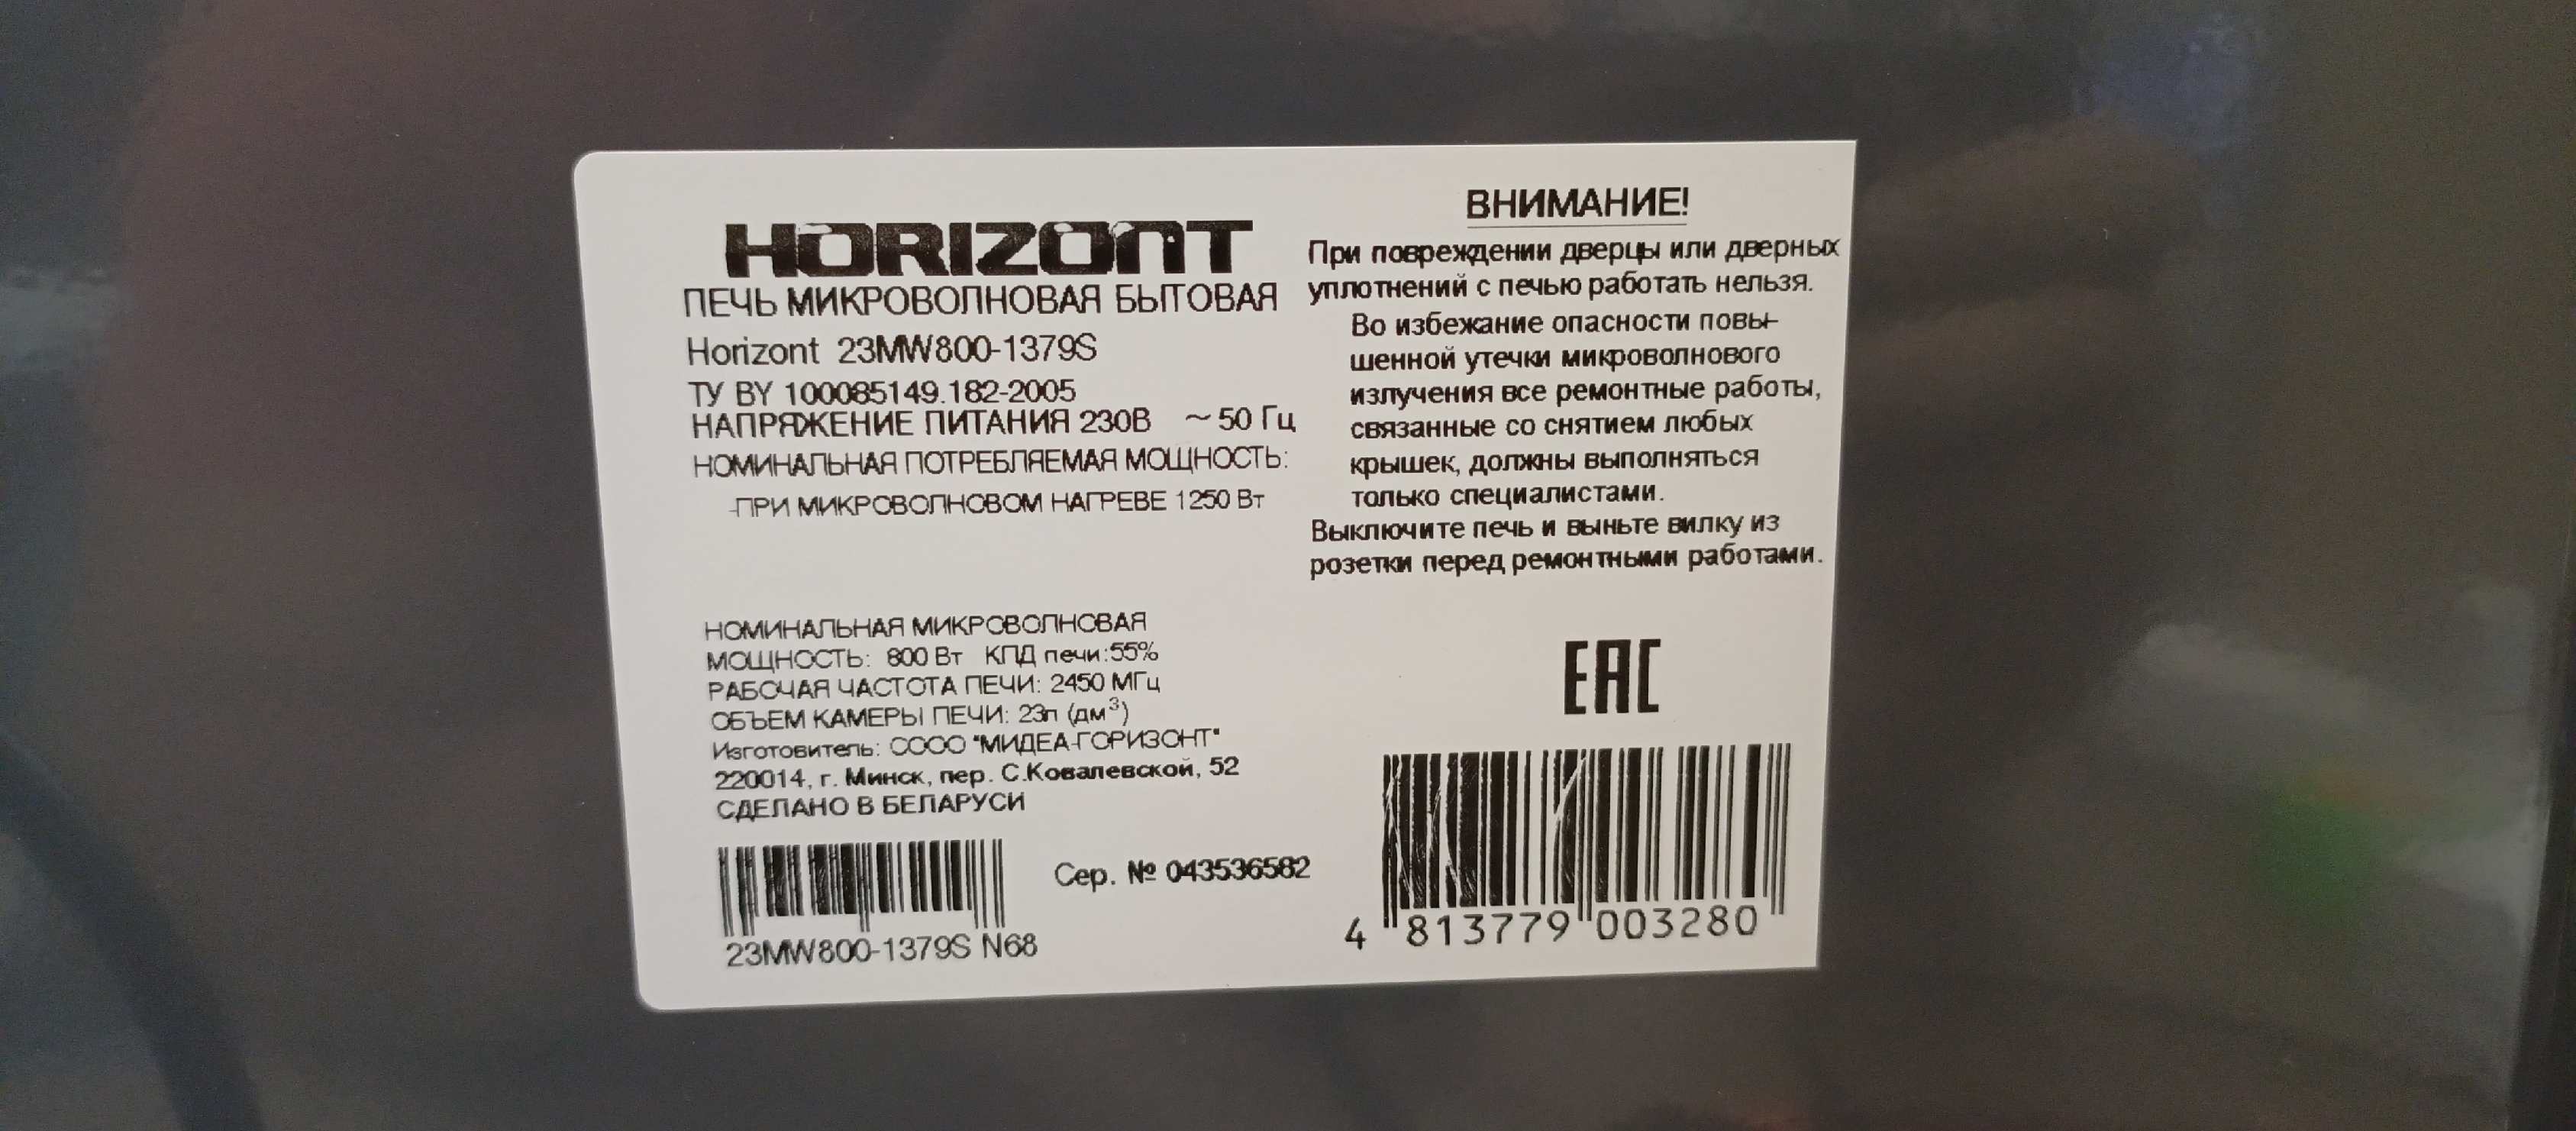 HORIZONT
ПЕЧЬ МИКРОВОЛНОВАЯ БЫТОВАЯ
Horizont 23MW800-1379S
ТУ BY 100085149.182-2005
НАПРЯЖЕНИЕ ПИТАНИЯ 230В ~ 50 Гц
НОМИНАЛЬНАЯ ПОТРЕБЛЯЕМАЯ МОЩНОСТЬ:
-ПРИ МИКРОВОЛНОВОМ НАГРЕВЕ 1250 Вт
НОМИНАЛЬНАЯ МИКРОВОЛНОВАЯ
МОЩНОСТЬ: 800 Вт КПД печи:55%
РАБОЧАЯ ЧАСТОТА ПЕЧИ: 2450 МГц
ОБЪЕМ КАМЕРЫ ПЕЧИ: 23л (дм³)
Изготовитель: СООО "МИДЕА-ГОРИЗОНТ"
220014, г. Минск, пер. С.Ковалевской, 52
СДЕЛАНО В БЕЛАРУСИ
23MW800-1379S N68
Сер. № 043536582
ВНИМАНИЕ!
При повреждении дверцы или дверных
уплотнений с печью работать нельзя.
Во избежание опасности повы-
шенной утечки микроволнового
излучения все ремонтные работы,
связанные со снятием любых
крышек, должны выполняться
только специалистами.
Выключите печь и выньте вилку из
розетки перед ремонтными работами.
EAC
4 813779 003280